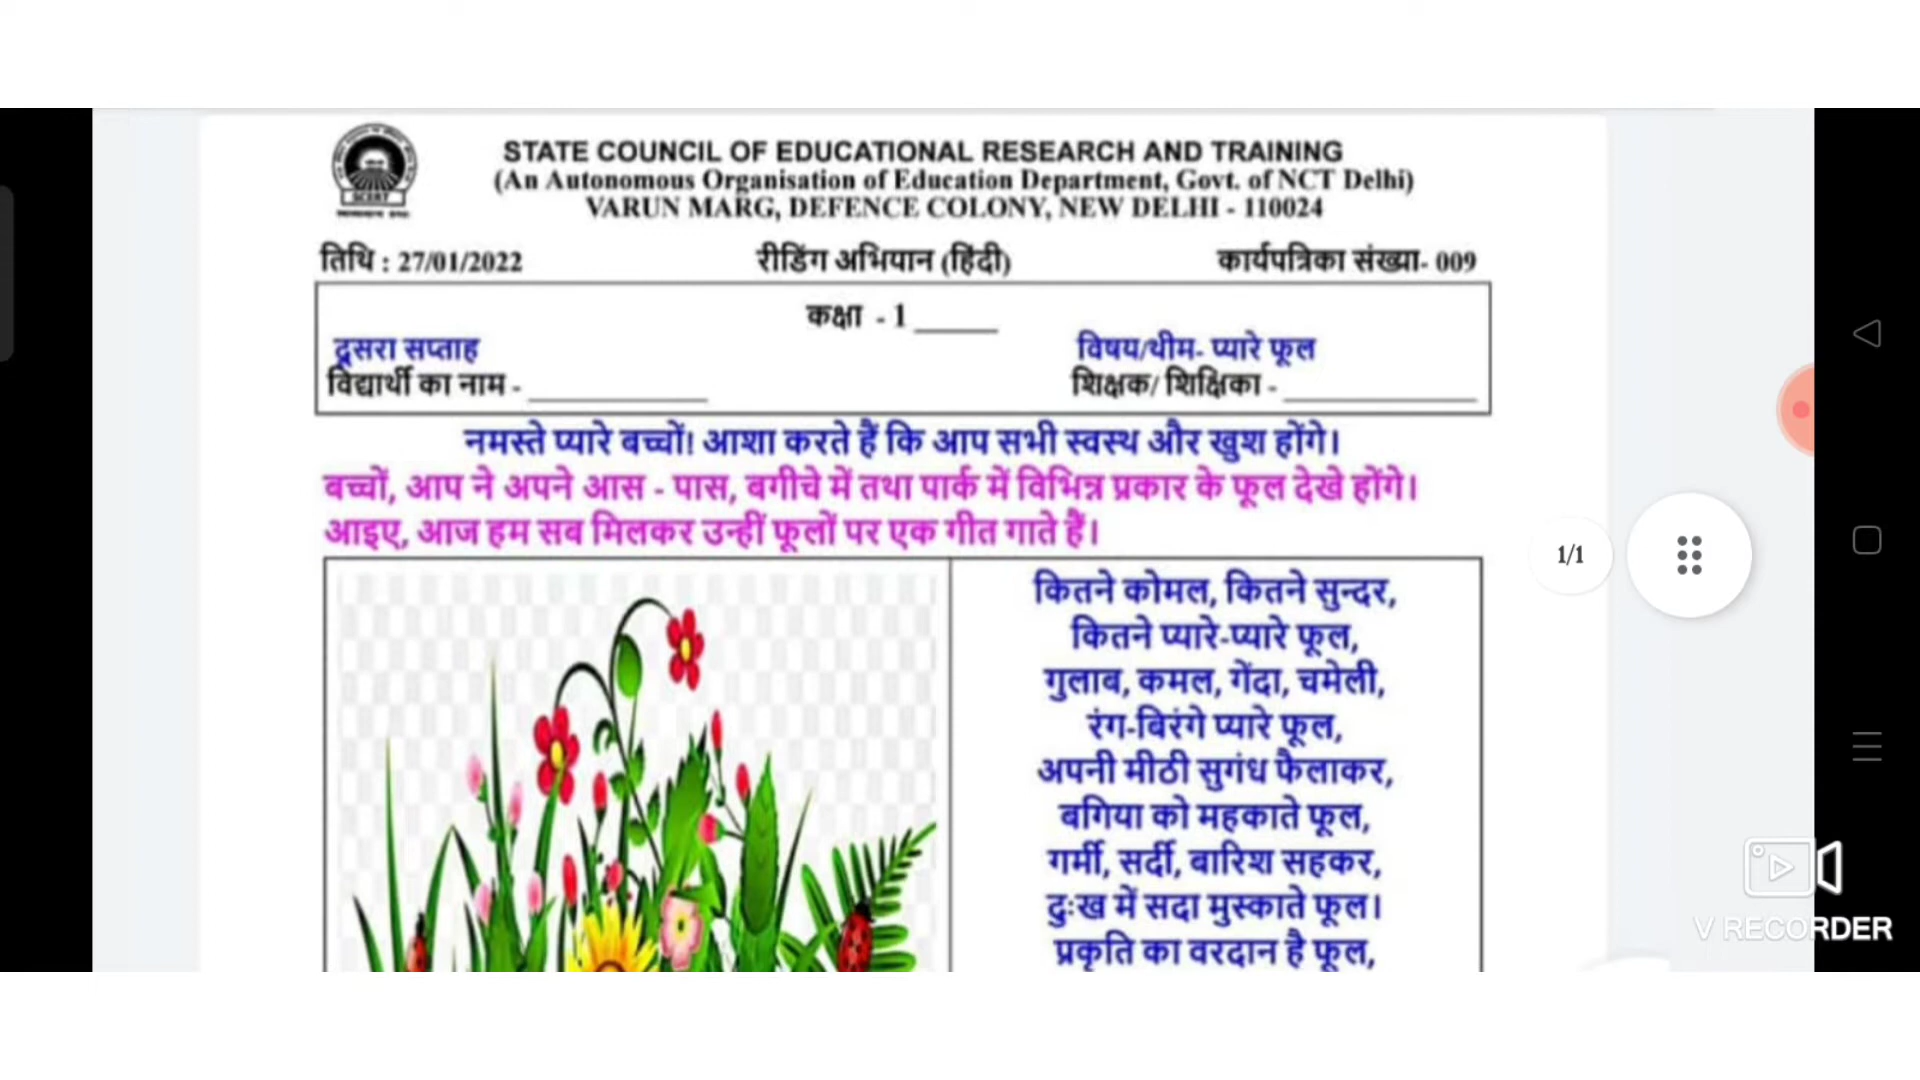 STATE COUNCIL OF EDUCATIONAL RESEARCH AND TRAINING
(An Autonomous Organisation of Education Department, Govt. of NCT Delhi)
VARUN MARG, DEFENCE COLONY, NEW DELHI - 110024
SCERT
तिथि : 27/01/2022 रीडिंग अभियान (हिंदी) कार्यपत्रिका संख्या- 009
कक्षा - 1 _____
दूसरा सप्ताह विषय/थीम- प्यारे फूल
विद्यार्थी का नाम - ____________ शिक्षक/ शिक्षिका - _____________
नमस्ते प्यारे बच्चों! आशा करते हैं कि आप सभी स्वस्थ और खुश होंगे।
बच्चों, आप ने अपने आस - पास, बगीचे में तथा पार्क में विभिन्न प्रकार के फूल देखे होंगे।
आइए, आज हम सब मिलकर उन्हीं फूलों पर एक गीत गाते हैं।
कितने कोमल, कितने सुन्दर,
कितने प्यारे-प्यारे फूल,
गुलाब, कमल, गेंदा, चमेली,
रंग-बिरंगे प्यारे फूल,
अपनी मीठी सुगंध फैलाकर,
बगिया को महकाते फूल,
गर्मी, सर्दी, बारिश सहकर,
दुःख में सदा मुस्काते फूल।
प्रकृति का वरदान है फूल,
1/1
V RECORDER